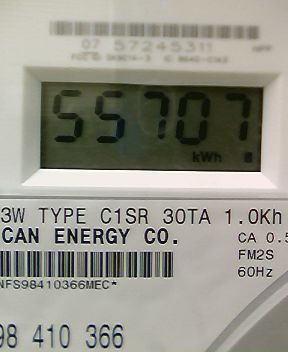 07 57245311
55707
kWh
3W TYPE C1SR 30TA 1.0Kh
CAN ENERGY CO.
CA 0.5
FM2S
60Hz
NFS98410366MEC*
98 410 366